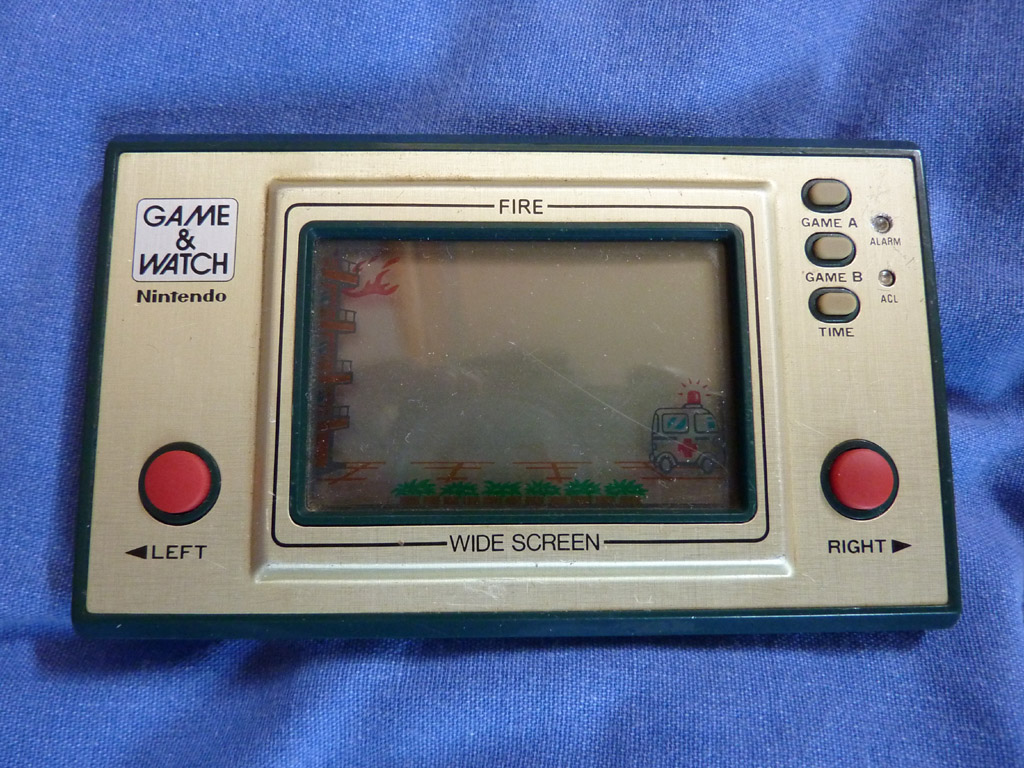 GAME
&
WATCH
Nintendo
FIRE
GAME A
ALARM
GAME B
ACL
TIME
◀LEFT
WIDE SCREEN
RIGHT▶